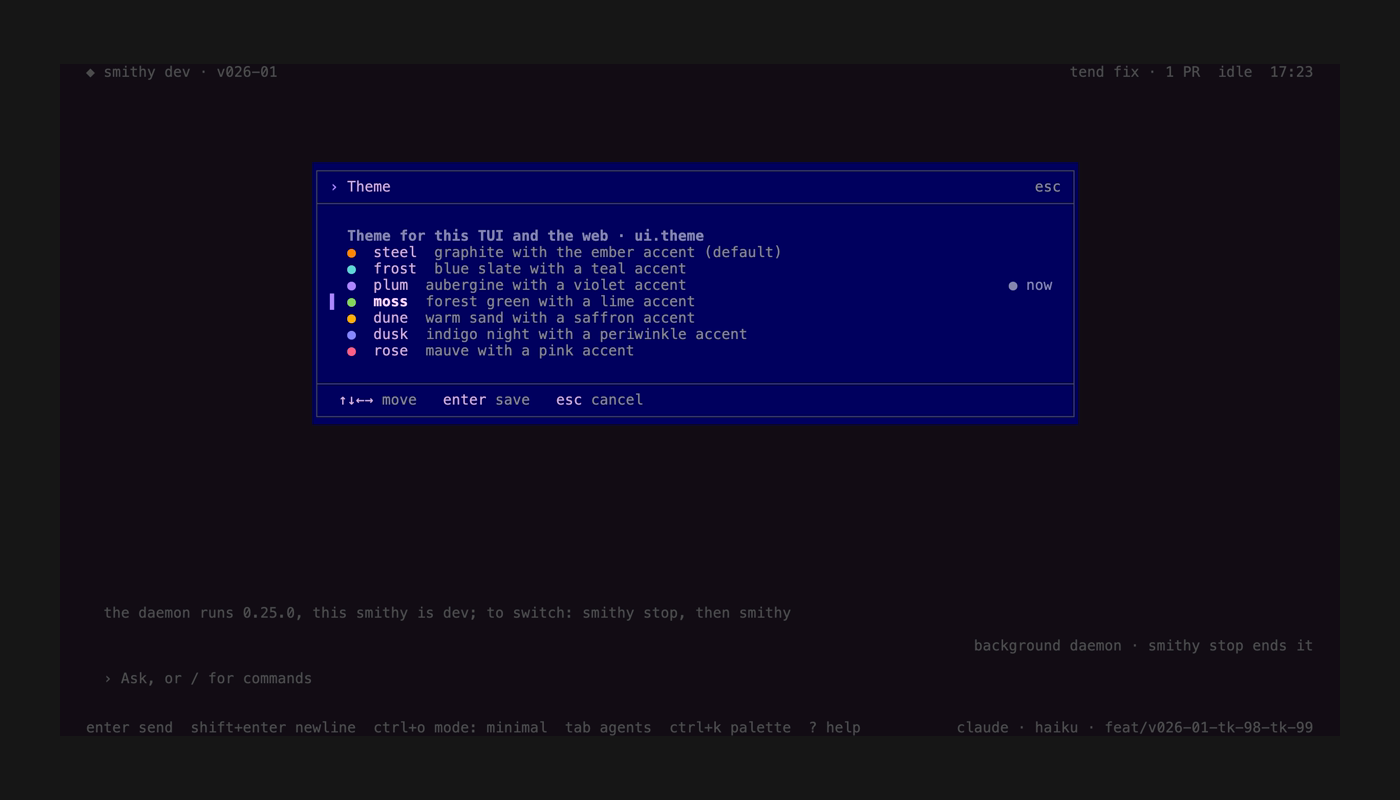 ◆ smithy dev · v026-01 tend fix · 1 PR idle 17:23
› Theme esc
Theme for this TUI and the web · ui.theme
● steel graphite with the ember accent (default)
● frost blue slate with a teal accent
● plum aubergine with a violet accent ● now
● moss forest green with a lime accent
● dune warm sand with a saffron accent
● dusk indigo night with a periwinkle accent
● rose mauve with a pink accent
↑↓←→ move enter save esc cancel
the daemon runs 0.25.0, this smithy is dev; to switch: smithy stop, then smithy
background daemon · smithy stop ends it
› Ask, or / for commands
enter send shift+enter newline ctrl+o mode: minimal tab agents ctrl+k palette ? help claude · haiku · feat/v026-01-tk-98-tk-99